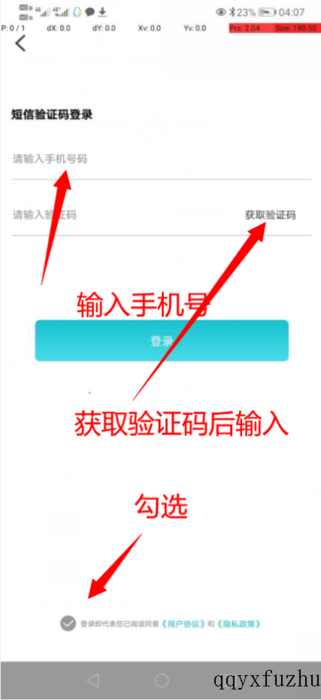 P: 0 / 1 dX: 0.0 dY: 0.0 Xv: 0.0 Yv: 0.0 Prs: 2.04 Size: 190.50
23% 04:07
短信验证码登录
请输入手机号码
请输入验证码 获取验证码
输入手机号
登录
获取验证码后输入
勾选
登录即代表您已阅读同意《用户协议》和《隐私政策》
qqyxfuzhu